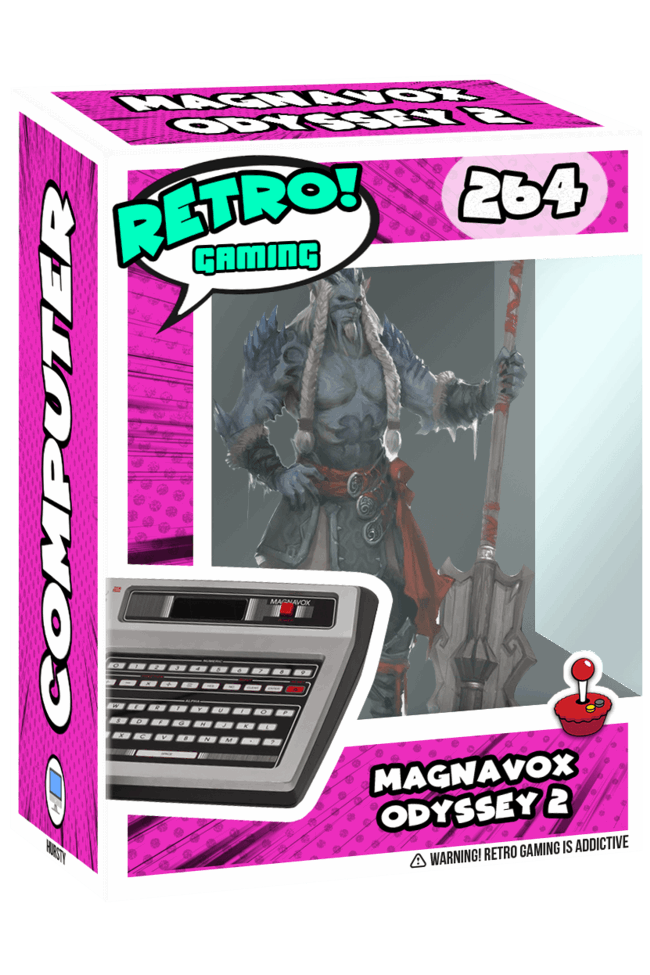 MAGNAVOX
ODYSSEY 2
RETRO!
GAMING
264
COMPUTER
MAGNAVOX
MAGNAVOX
ODYSSEY 2
WARNING! RETRO GAMING IS ADDICTIVE
HURSTY